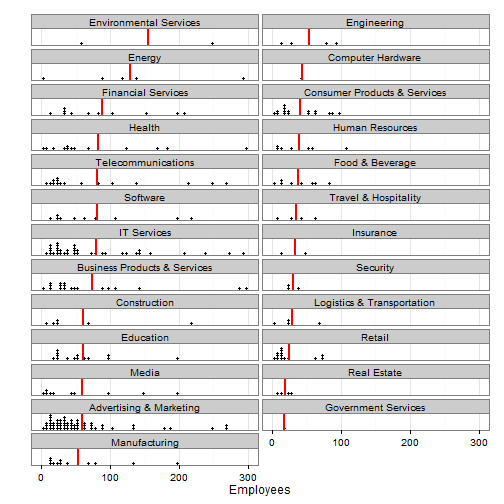 Environmental Services
Energy
Financial Services
Health
Telecommunications
Software
IT Services
Business Products & Services
Construction
Education
Media
Advertising & Marketing
Manufacturing
0 100 200 300
Engineering
Computer Hardware
Consumer Products & Services
Human Resources
Food & Beverage
Travel & Hospitality
Insurance
Security
Logistics & Transportation
Retail
Real Estate
Government Services
0 100 200 300
Employees